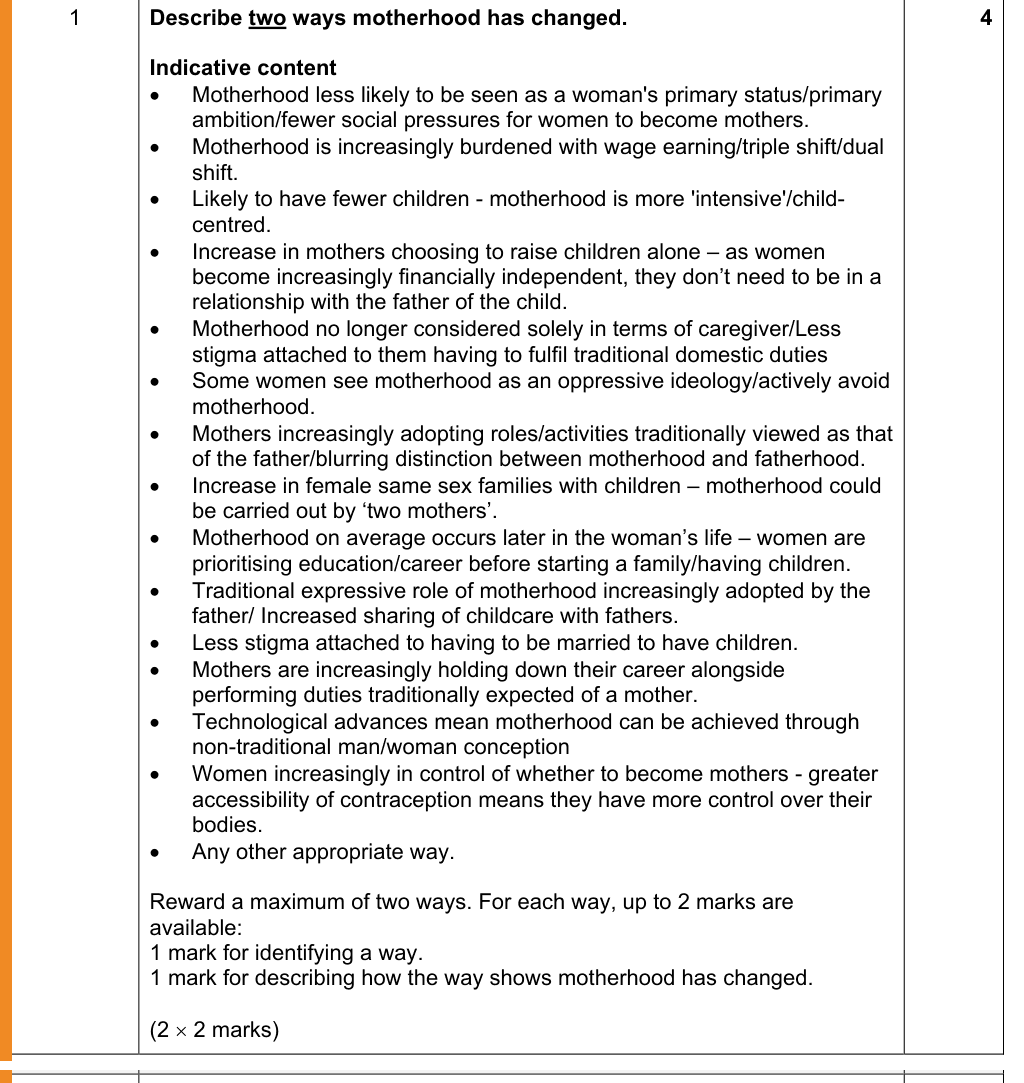 1 Describe two ways motherhood has changed. 4
Indicative content
• Motherhood less likely to be seen as a woman's primary status/primary
ambition/fewer social pressures for women to become mothers.
• Motherhood is increasingly burdened with wage earning/triple shift/dual
shift.
• Likely to have fewer children - motherhood is more 'intensive'/child-
centred.
• Increase in mothers choosing to raise children alone – as women
become increasingly financially independent, they don’t need to be in a
relationship with the father of the child.
• Motherhood no longer considered solely in terms of caregiver/Less
stigma attached to them having to fulfil traditional domestic duties
• Some women see motherhood as an oppressive ideology/actively avoid
motherhood.
• Mothers increasingly adopting roles/activities traditionally viewed as that
of the father/blurring distinction between motherhood and fatherhood.
• Increase in female same sex families with children – motherhood could
be carried out by ‘two mothers’.
• Motherhood on average occurs later in the woman’s life – women are
prioritising education/career before starting a family/having children.
• Traditional expressive role of motherhood increasingly adopted by the
father/ Increased sharing of childcare with fathers.
• Less stigma attached to having to be married to have children.
• Mothers are increasingly holding down their career alongside
performing duties traditionally expected of a mother.
• Technological advances mean motherhood can be achieved through
non-traditional man/woman conception
• Women increasingly in control of whether to become mothers - greater
accessibility of contraception means they have more control over their
bodies.
• Any other appropriate way.
Reward a maximum of two ways. For each way, up to 2 marks are
available:
1 mark for identifying a way.
1 mark for describing how the way shows motherhood has changed.
(2 × 2 marks)